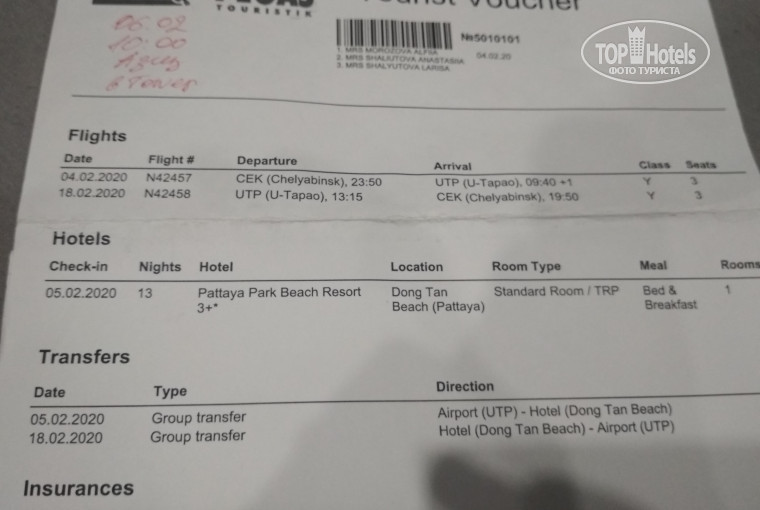 PEGAS Tourist Voucher
TOURISTIK
№5010101
1. MRS MOROZOVA ALFIIA 04.02.20
2. MRS SHALIUTOVA ANASTASIIA
3. MRS SHALYUTOVA LARISA
06.02
10:00
в Tower
TOP Hotels
ФОТО ТУРИСТА
Flights
Date Flight # Departure Arrival Class Seats
04.02.2020 N42457 CEK (Chelyabinsk), 23:50 UTP (U-Tapao), 09:40 +1 Y 3
18.02.2020 N42458 UTP (U-Tapao), 13:15 CEK (Chelyabinsk), 19:50 Y 3
Hotels
Check-in Nights Hotel Location Room Type Meal Rooms
05.02.2020 13 Pattaya Park Beach Resort Dong Tan Standard Room / TRP Bed & 1
3+* Beach (Pattaya) Breakfast
Transfers
Date Type Direction
05.02.2020 Group transfer Airport (UTP) - Hotel (Dong Tan Beach)
18.02.2020 Group transfer Hotel (Dong Tan Beach) - Airport (UTP)
Insurances